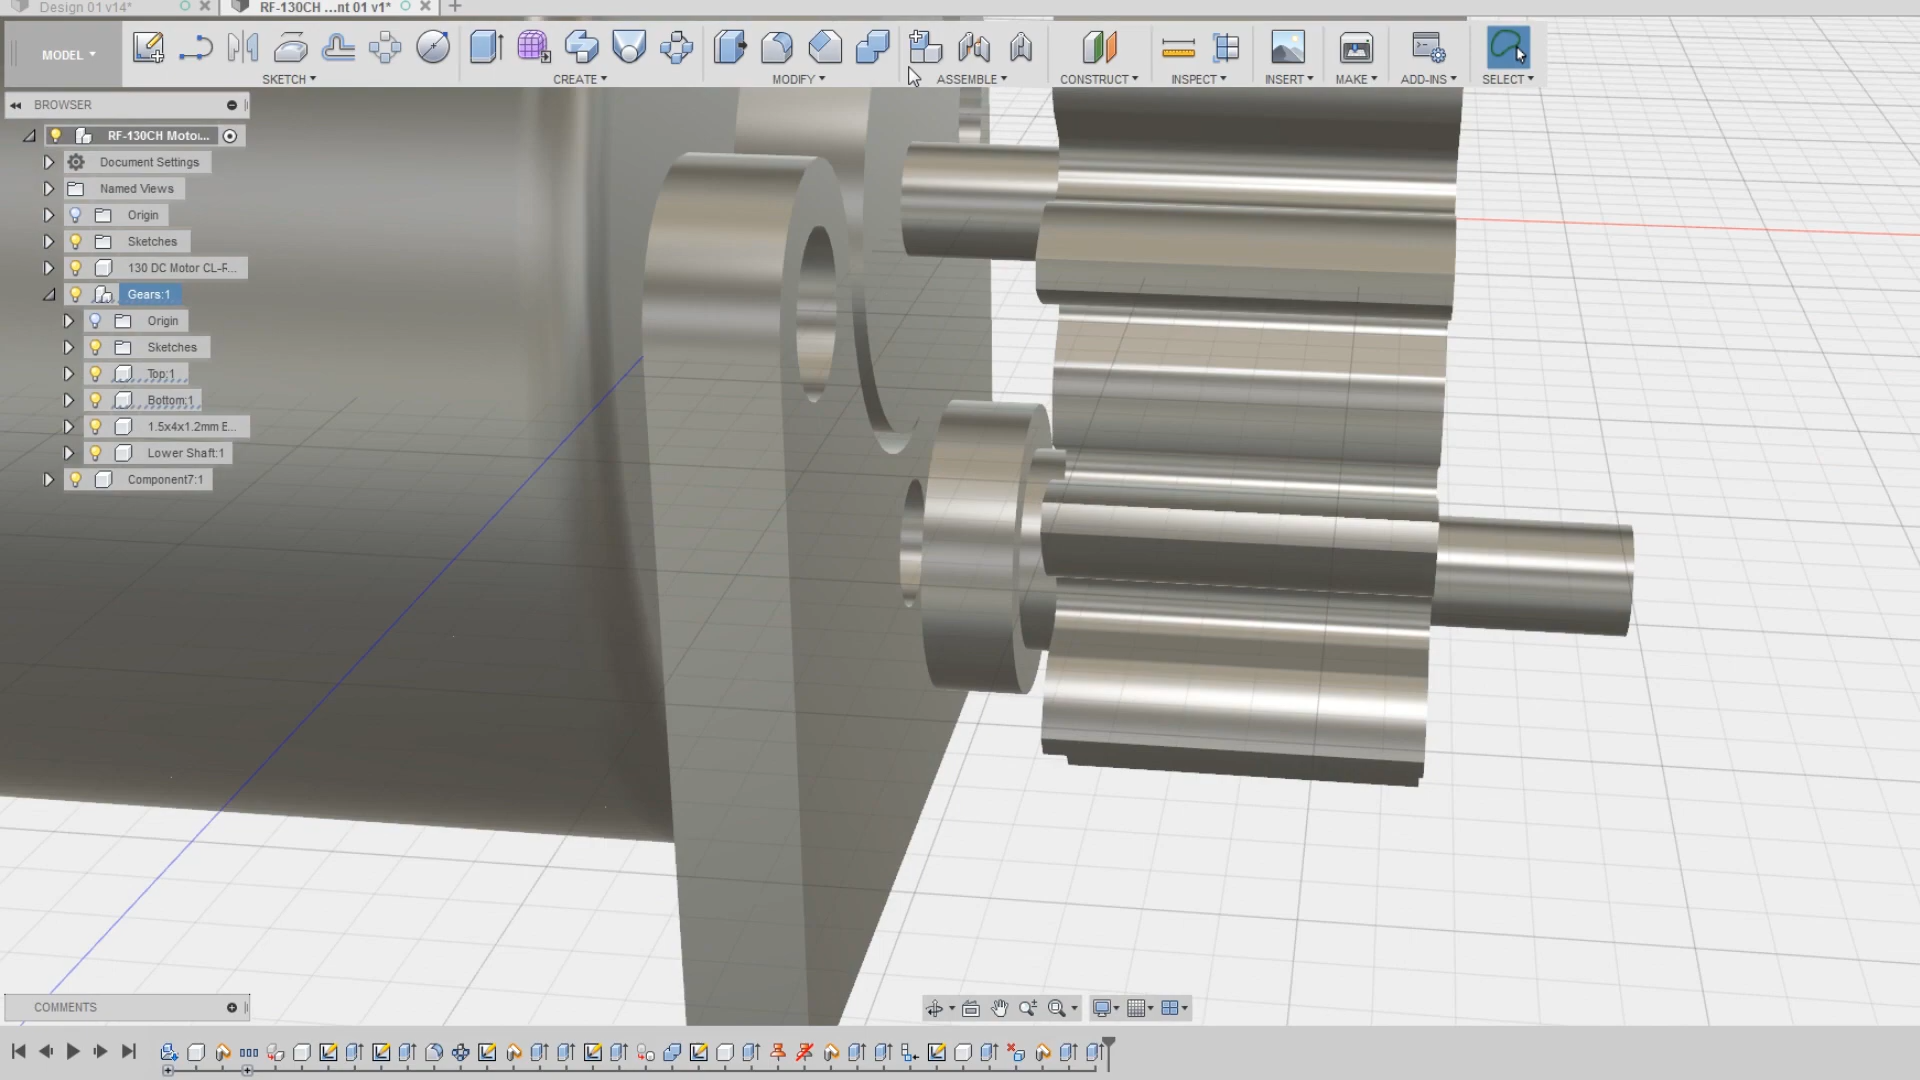 Design 01 v14*
RF-130CH ...nt 01 v1*
MODEL
SKETCH
CREATE
MODIFY
ASSEMBLE
CONSTRUCT
INSPECT
INSERT
MAKE
ADD-INS
SELECT
BROWSER
RF-130CH Motor...
Document Settings
Named Views
Origin
Sketches
130 DC Motor CL-F...
Gears:1
Origin
Sketches
Top:1
Bottom:1
1.5x4x1.2mm B...
Lower Shaft:1
Component7:1
COMMENTS